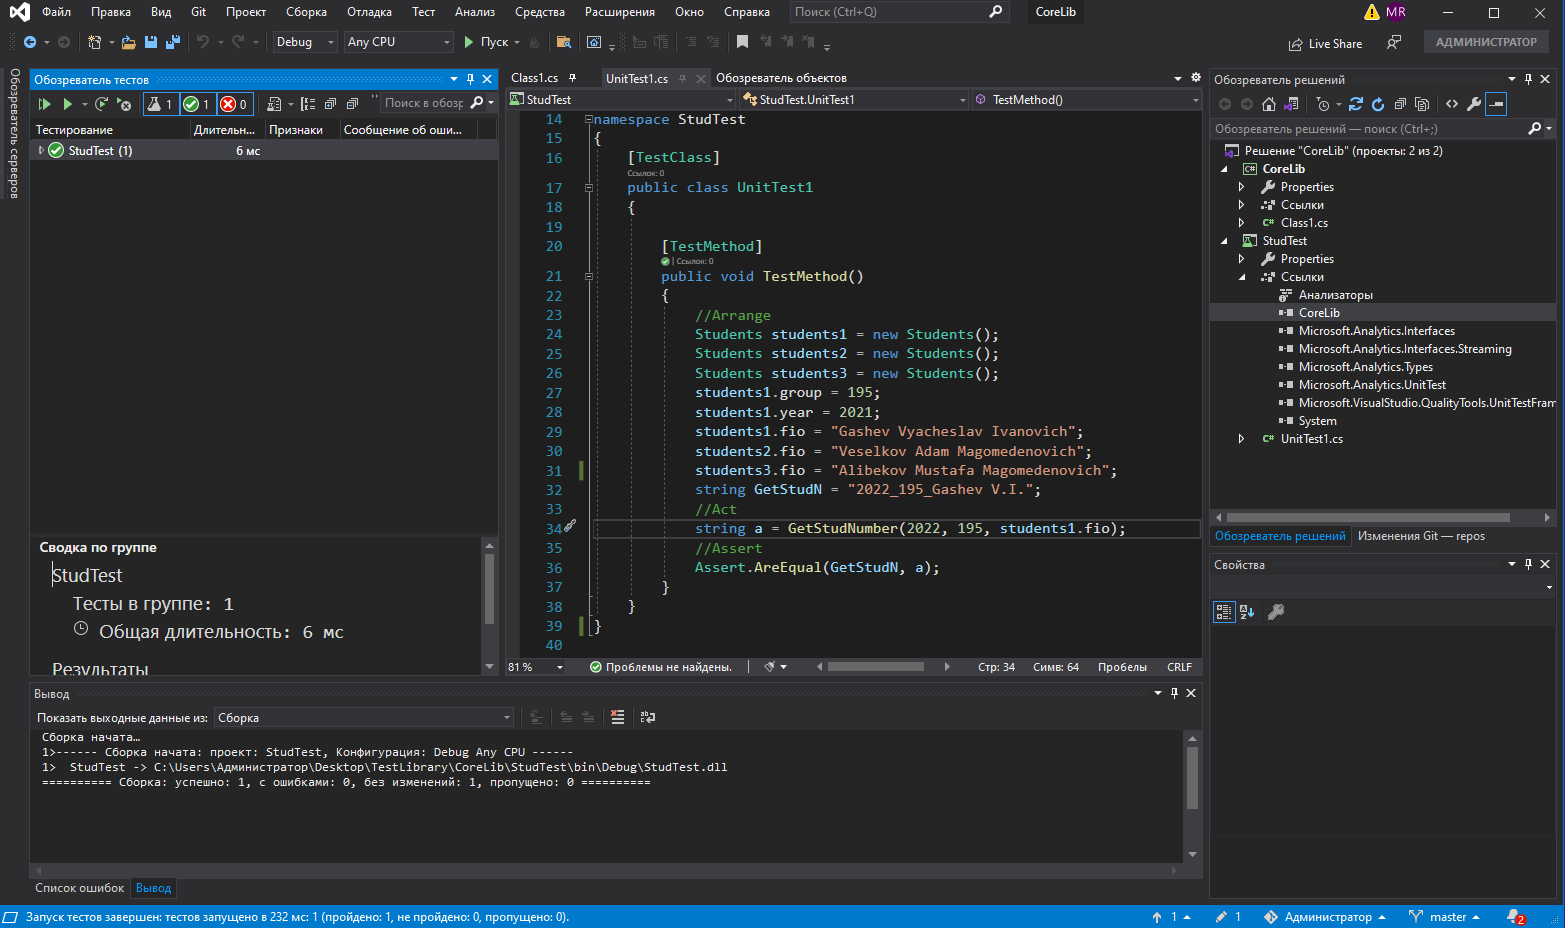 Файл Правка Вид Git Проект Сборка Отладка Тест Анализ Средства Расширения Окно Справка Поиск (Ctrl+Q) CoreLib MR
Debug Any CPU Пуск Live Share АДМИНИСТРАТОР
Обозреватель серверов
Обозреватель тестов
1 1 0 Поиск в обозр
Тестирование Длительн... Признаки Сообщение об оши...
StudTest (1) 6 мс
Сводка по группе
StudTest
Тесты в группе: 1
Общая длительность: 6 мс
Результаты
Class1.cs UnitTest1.cs Обозреватель объектов
StudTest StudTest.UnitTest1 TestMethod()
14 namespace StudTest
15 {
16 [TestClass]
Ссылок: 0
17 public class UnitTest1
18 {
19
20 [TestMethod]
| Ссылок: 0
21 public void TestMethod()
22 {
23 //Arrange
24 Students students1 = new Students();
25 Students students2 = new Students();
26 Students students3 = new Students();
27 students1.group = 195;
28 students1.year = 2021;
29 students1.fio = "Gashev Vyacheslav Ivanovich";
30 students2.fio = "Veselkov Adam Magomedenovich";
31 students3.fio = "Alibekov Mustafa Magomedenovich";
32 string GetStudN = "2022_195_Gashev V.I.";
33 //Act
34 string a = GetStudNumber(2022, 195, students1.fio);
35 //Assert
36 Assert.AreEqual(GetStudN, a);
37 }
38 }
39 }
40
81 % Проблемы не найдены. Стр: 34 Симв: 64 Пробелы CRLF
Обозреватель решений
Обозреватель решений — поиск (Ctrl+;)
Решение "CoreLib" (проекты: 2 из 2)
CoreLib
Properties
Ссылки
Class1.cs
StudTest
Properties
Ссылки
Анализаторы
CoreLib
Microsoft.Analytics.Interfaces
Microsoft.Analytics.Interfaces.Streaming
Microsoft.Analytics.Types
Microsoft.Analytics.UnitTest
Microsoft.VisualStudio.QualityTools.UnitTestFram
System
UnitTest1.cs
Обозреватель решений Изменения Git — repos
Свойства
Вывод
Показать выходные данные из: Сборка
Сборка начата…
1>------ Сборка начата: проект: StudTest, Конфигурация: Debug Any CPU ------
1> StudTest -> C:\Users\Администратор\Desktop\TestLibrary\CoreLib\StudTest\bin\Debug\StudTest.dll
========== Сборка: успешно: 1, с ошибками: 0, без изменений: 1, пропущено: 0 ==========
Список ошибок Вывод
Запуск тестов завершен: тестов запущено в 232 мс: 1 (пройдено: 1, не пройдено: 0, пропущено: 0). 1 1 Администратор master 2